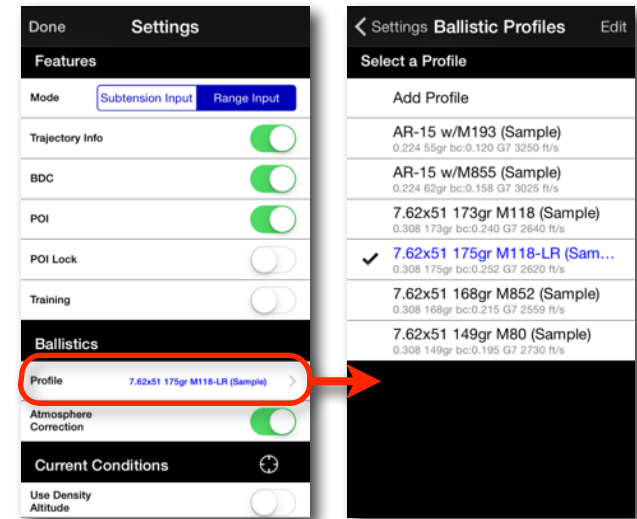 Done Settings
Features
Mode Subtension Input Range Input
Trajectory Info
BDC
POI
POI Lock
Training
Ballistics
Profile 7.62x51 175gr M118-LR (Sample)
Atmosphere
Correction
Current Conditions
Use Density
Altitude
Settings Ballistic Profiles Edit
Select a Profile
Add Profile
AR-15 w/M193 (Sample)
0.224 55gr bc:0.120 G7 3250 ft/s
AR-15 w/M855 (Sample)
0.224 62gr bc:0.158 G7 3025 ft/s
7.62x51 173gr M118 (Sample)
0.308 173gr bc:0.240 G7 2640 ft/s
7.62x51 175gr M118-LR (Sam...
0.308 175gr bc:0.252 G7 2620 ft/s
7.62x51 168gr M852 (Sample)
0.308 168gr bc:0.215 G7 2559 ft/s
7.62x51 149gr M80 (Sample)
0.308 149gr bc:0.195 G7 2730 ft/s